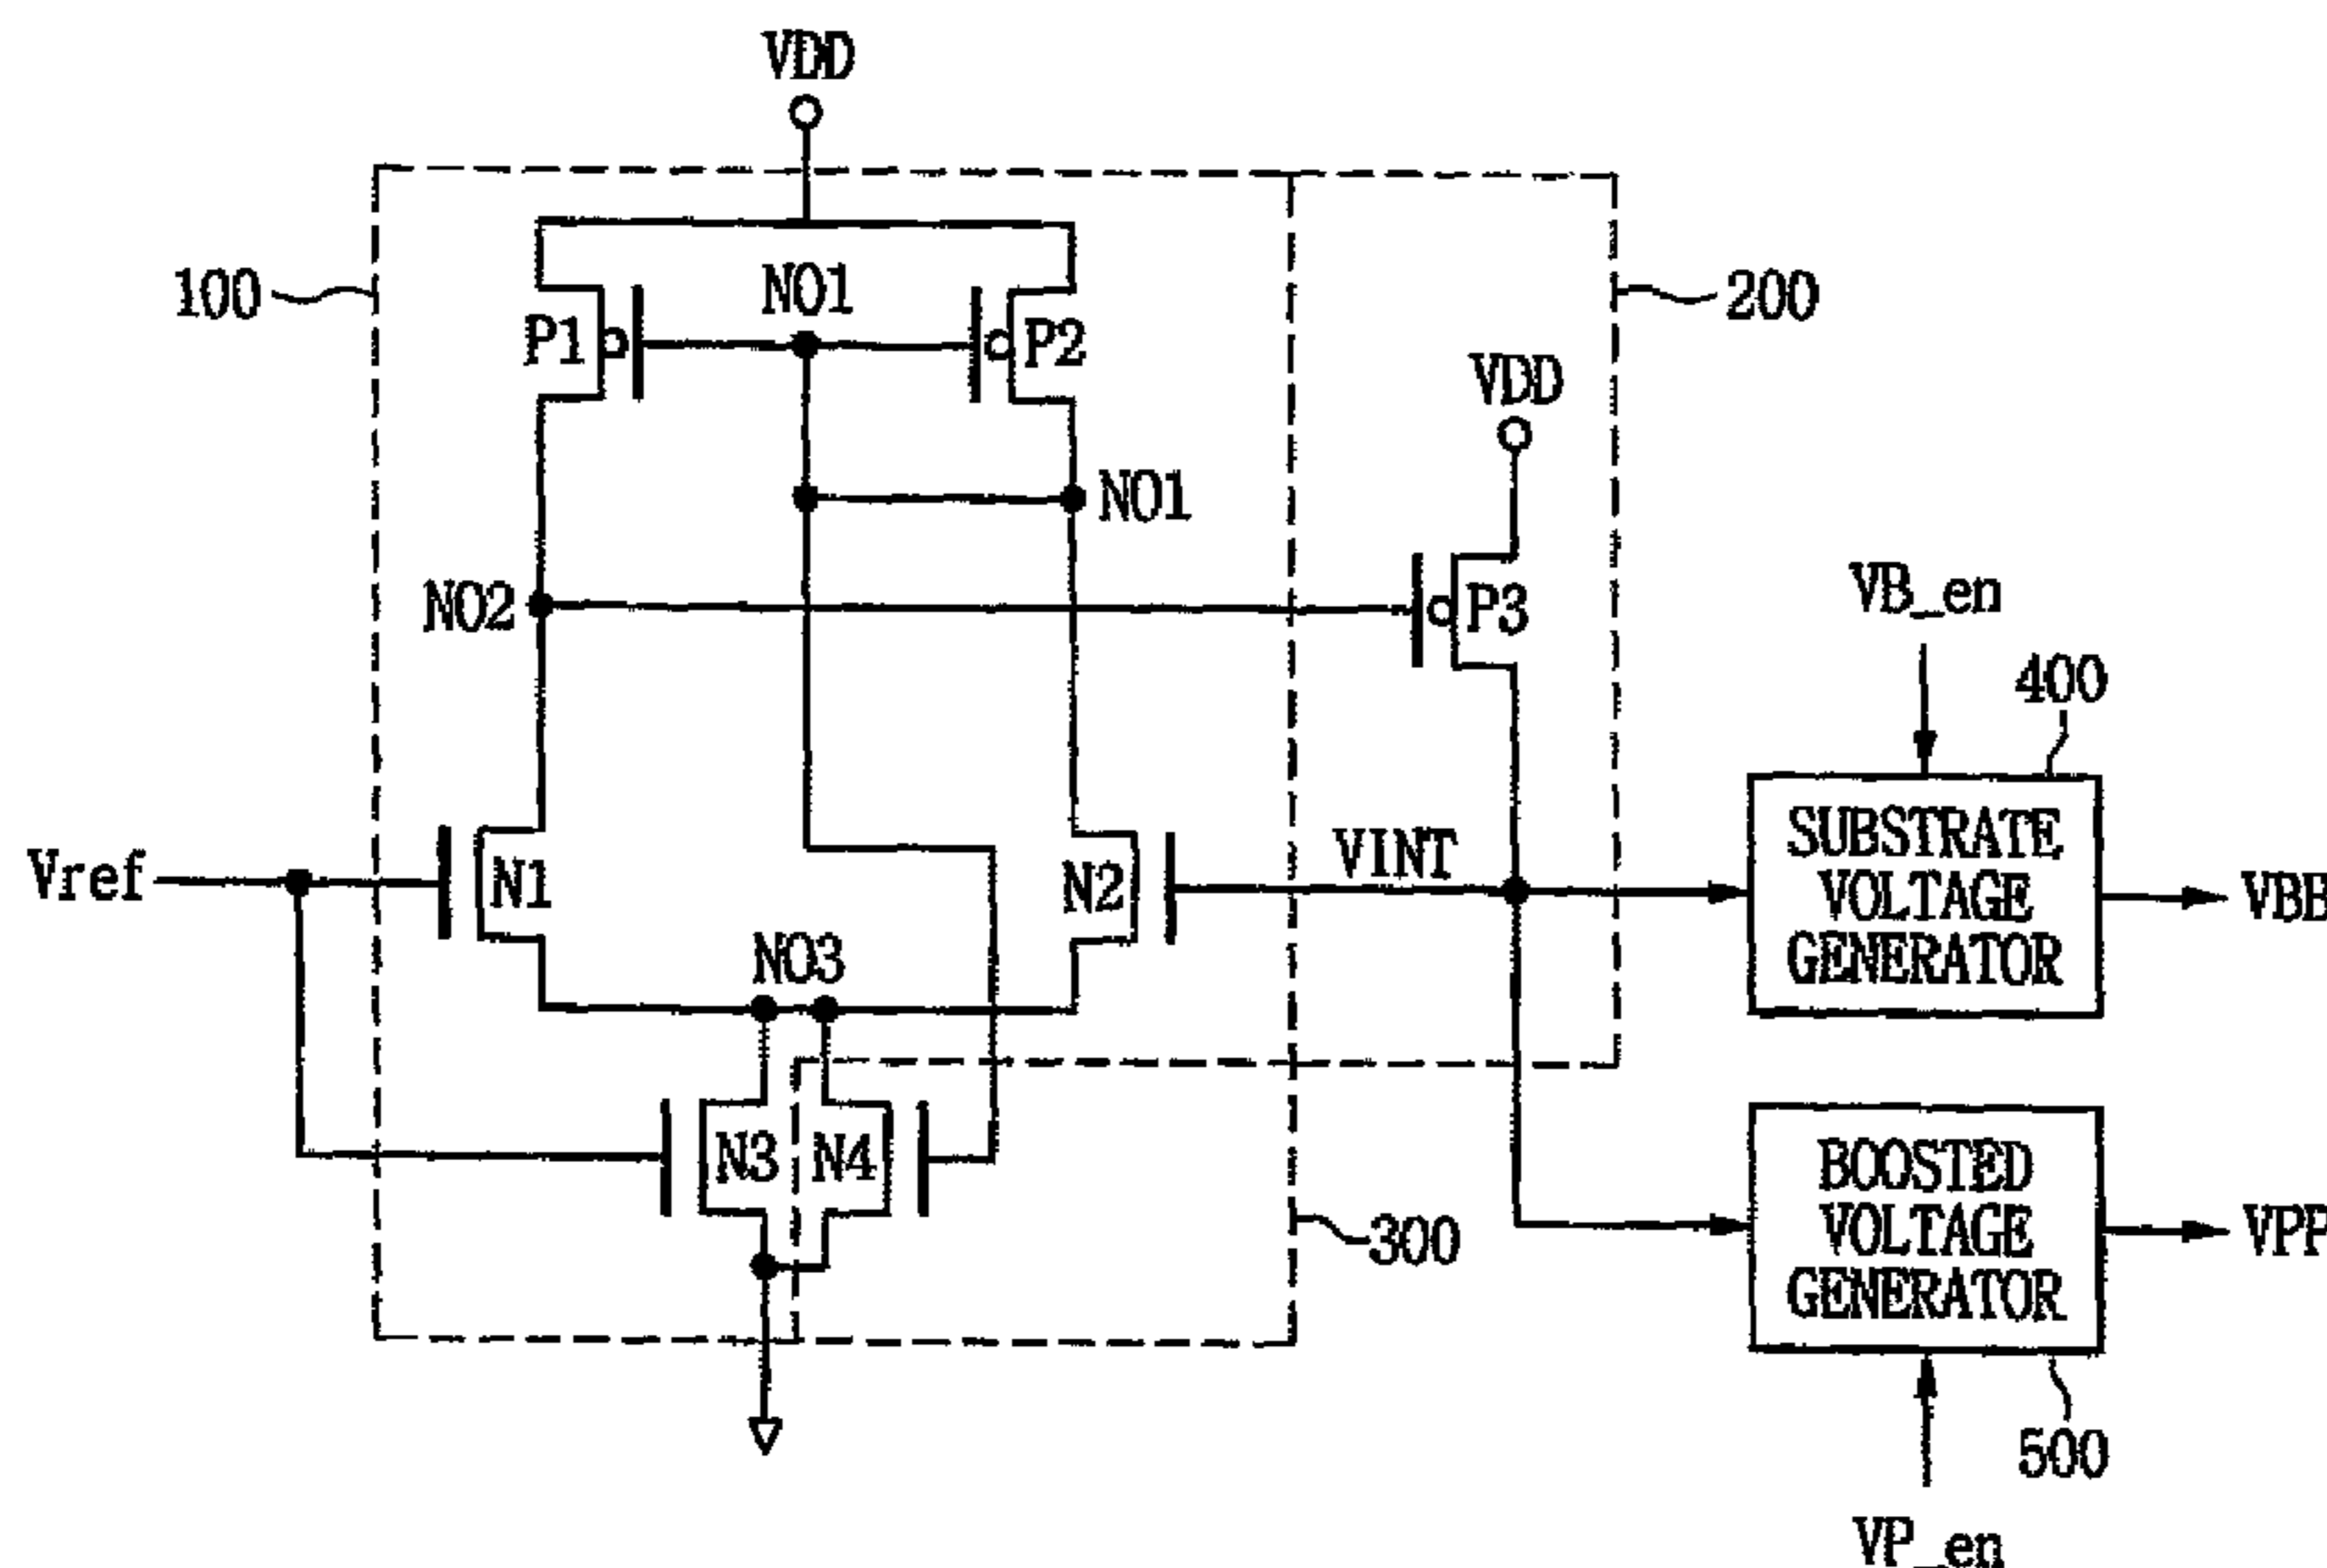 VDD
100
NO1
200
P1
P2
VDD
NO1
NO2
P3
VB_en
400
Vref
N1
N2
VINT
SUBSTRATE
VOLTAGE
GENERATOR
VBB
NO3
N3
N4
300
BOOSTED
VOLTAGE
GENERATOR
VPP
500
VP_en